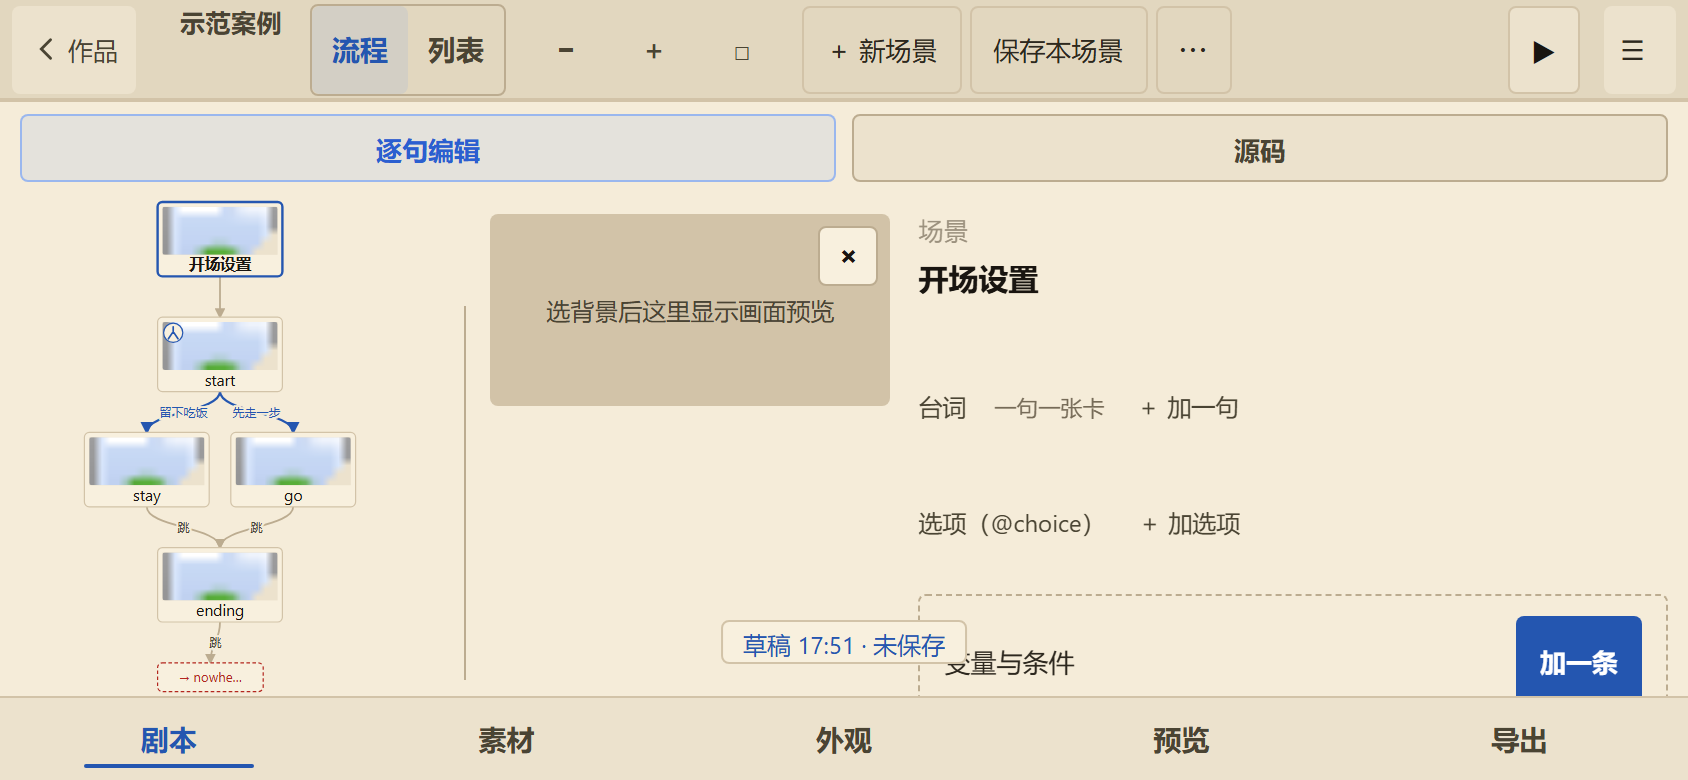 作品
示范案例
流程
列表
+ 新场景
保存本场景
逐句编辑
源码
开场设置
start
留下吃饭
先走一步
stay
go
跳
跳
ending
跳
→ nowhe...
选背景后这里显示画面预览
场景
开场设置
台词 一句一张卡 + 加一句
选项（@choice） + 加选项
草稿 17:51 · 未保存
变量与条件
加一条
剧本
素材
外观
预览
导出